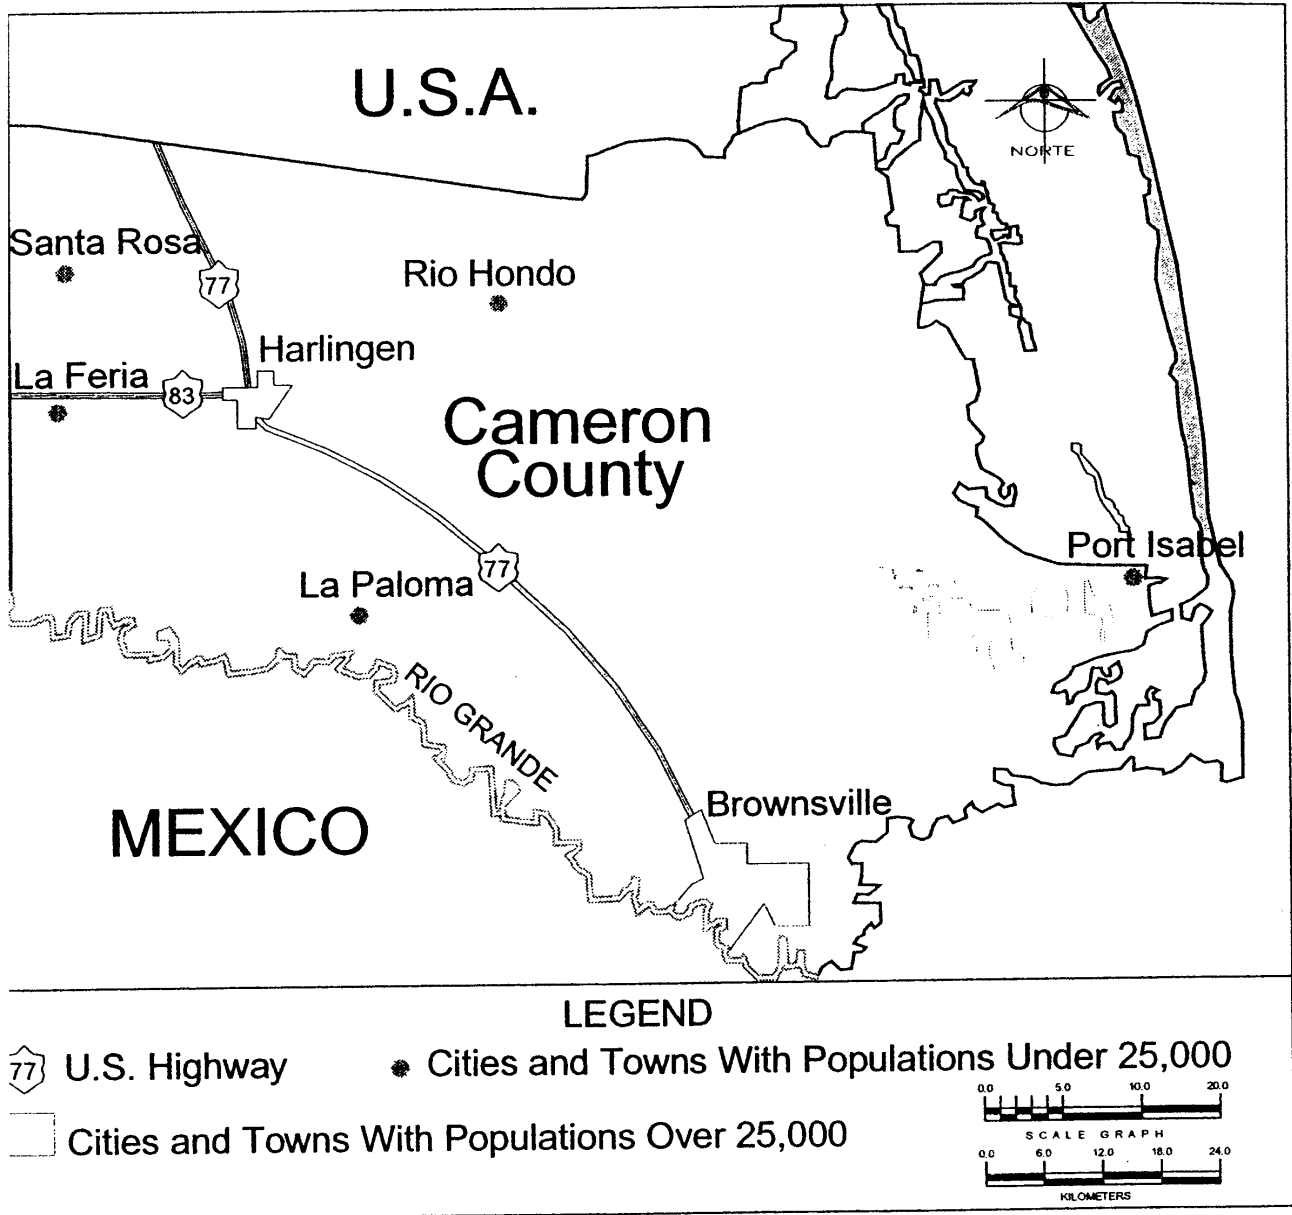 U.S.A.
NORTE
Santa Rosa
77
Rio Hondo
Harlingen
La Feria
83
Cameron
County
Port Isabel
La Paloma
77
RIO GRANDE
MEXICO
Brownsville
LEGEND
77 U.S. Highway
Cities and Towns With Populations Under 25,000
Cities and Towns With Populations Over 25,000
0.0 5.0 10.0 20.0
SCALE GRAPH
0.0 6.0 12.0 18.0 24.0
KILOMETERS